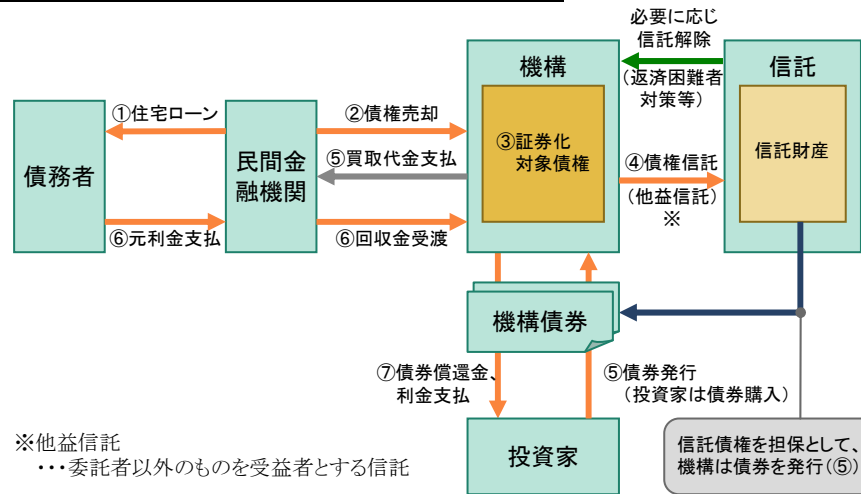 必要に応じ
信託解除
(返済困難者
対策等)
機構
信託
①住宅ローン
②債権売却
③証券化
対象債権
信託財産
債務者
民間金
融機関
⑤買取代金支払
④債権信託
(他益信託)
※
⑥元利金支払
⑥回収金受渡
機構債券
⑦債券償還金、
利金支払
⑤債券発行
(投資家は債券購入)
投資家
※他益信託
・・・委託者以外のものを受益者とする信託
信託債権を担保として、
機構は債券を発行(⑤)